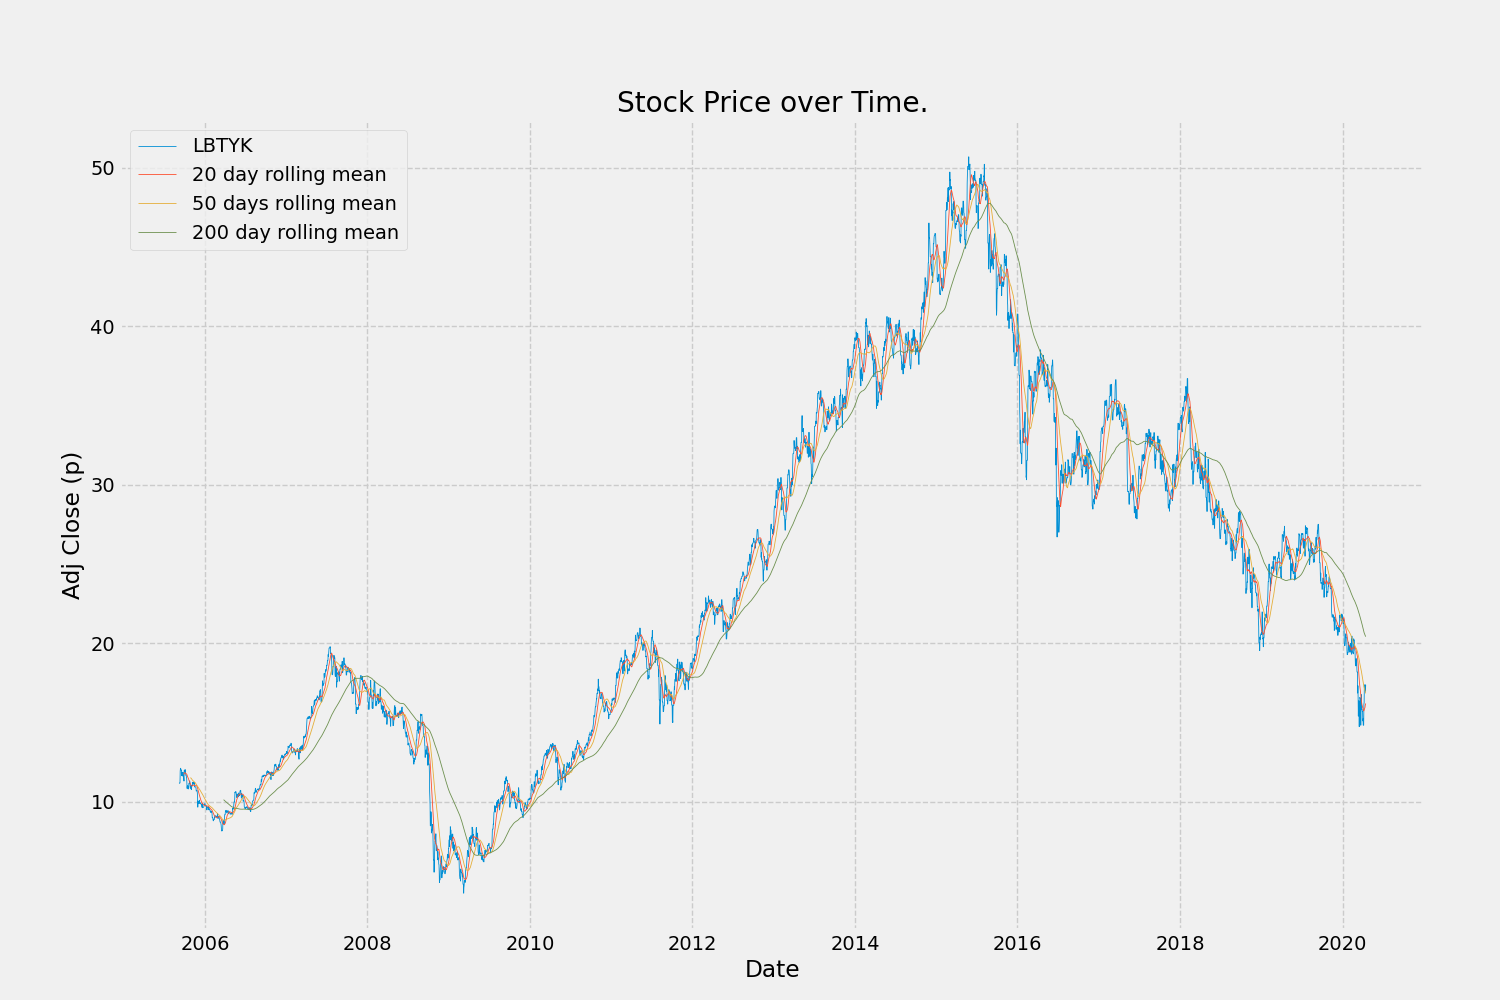 Stock Price over Time.
LBTYK
20 day rolling mean
50 days rolling mean
200 day rolling mean
50
40
30
20
10
Adj Close (p)
2006 2008 2010 2012 2014 2016 2018 2020
Date